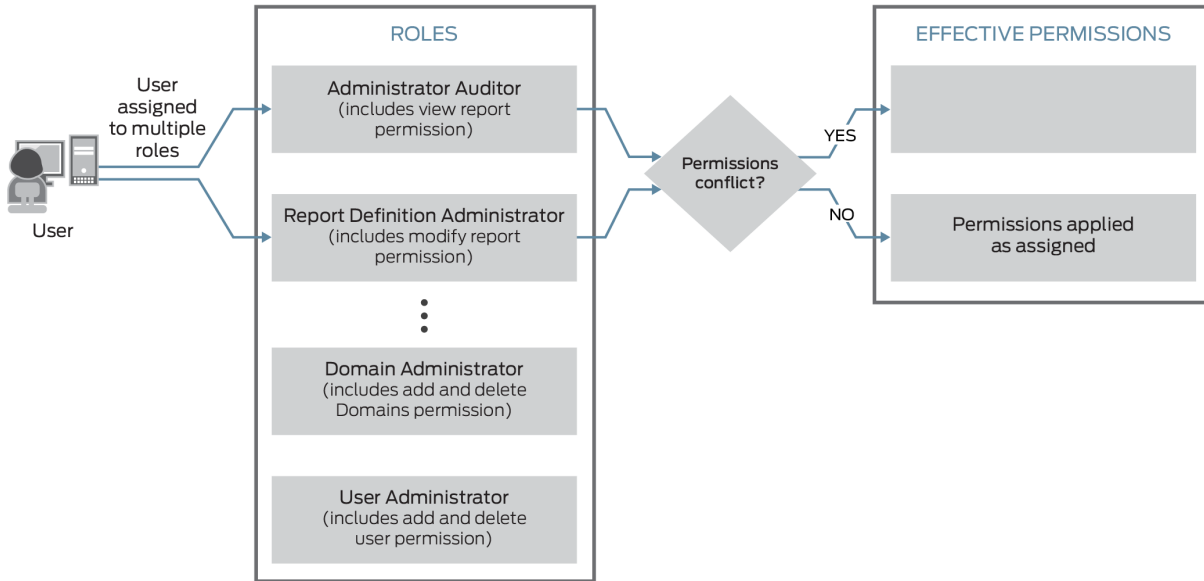 User
assigned
to multiple
roles
User
ROLES
Administrator Auditor
(includes view report
permission)
Report Definition Administrator
(includes modify report
permission)
Domain Administrator
(includes add and delete
Domains permission)
User Administrator
(includes add and delete
user permission)
Permissions
conflict?
YES
NO
EFFECTIVE PERMISSIONS
Permissions applied
as assigned